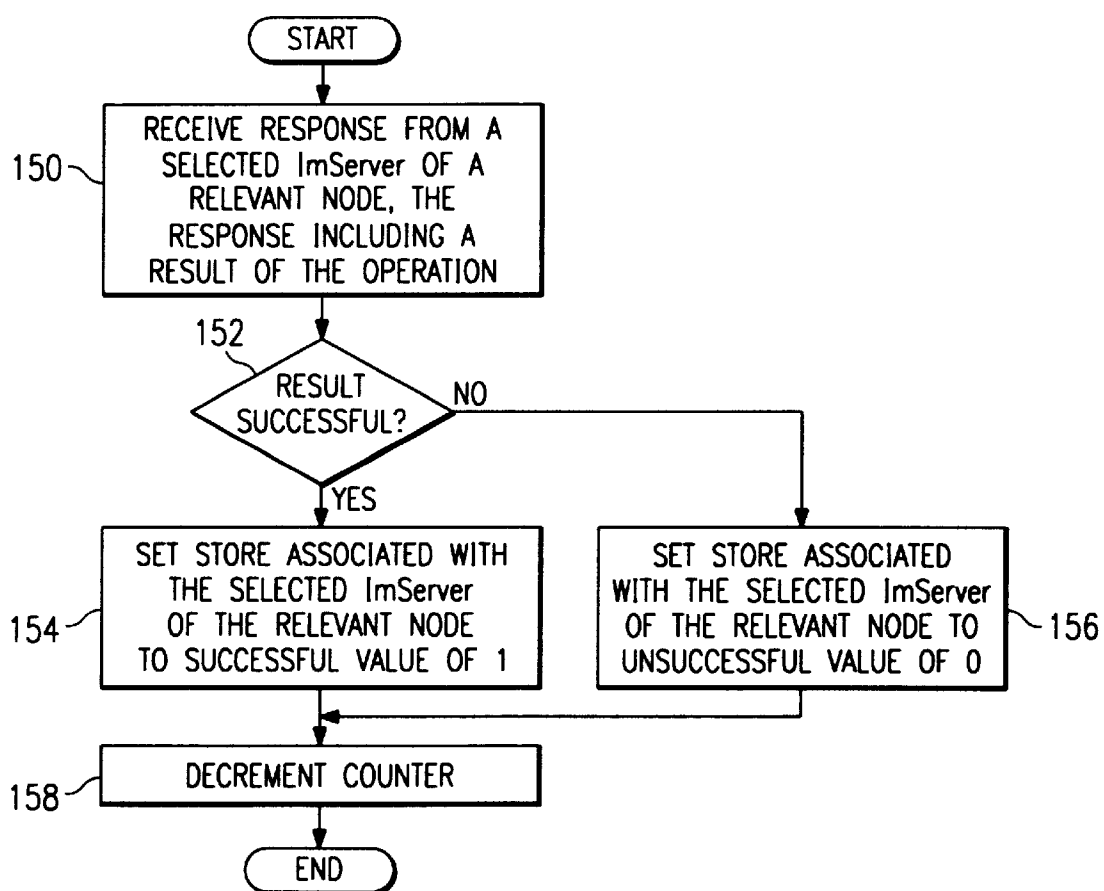 START
150
RECEIVE RESPONSE FROM A
SELECTED ImServer OF A
RELEVANT NODE, THE
RESPONSE INCLUDING A
RESULT OF THE OPERATION
152
RESULT
SUCCESSFUL?
NO
YES
154
SET STORE ASSOCIATED WITH
THE SELECTED ImServer
OF THE RELEVANT NODE
TO SUCCESSFUL VALUE OF 1
SET STORE ASSOCIATED
WITH THE SELECTED ImServer
OF THE RELEVANT NODE TO
UNSUCCESSFUL VALUE OF 0
156
158
DECREMENT COUNTER
END